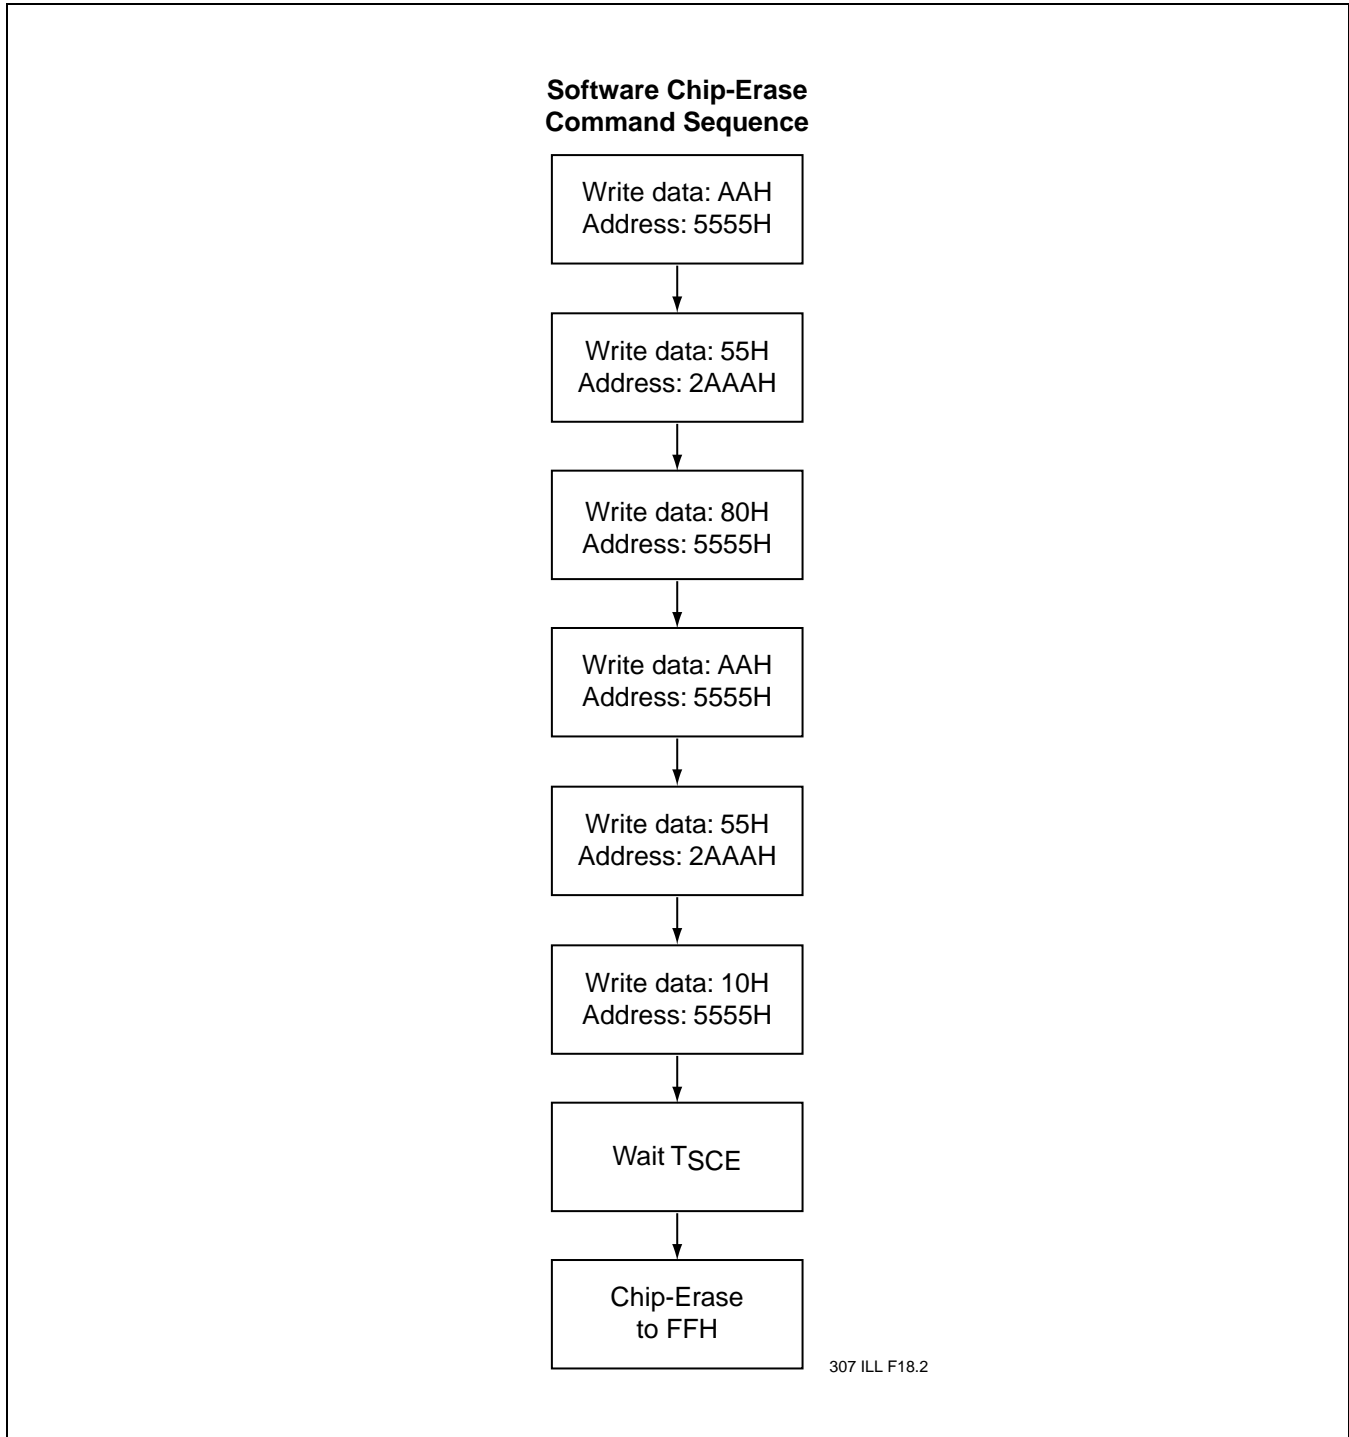 Software Chip-Erase
Command Sequence
Write data: AAH
Address: 5555H
Write data: 55H
Address: 2AAAH
Write data: 80H
Address: 5555H
Write data: AAH
Address: 5555H
Write data: 55H
Address: 2AAAH
Write data: 10H
Address: 5555H
Wait TSCE
Chip-Erase
to FFH
307 ILL F18.2